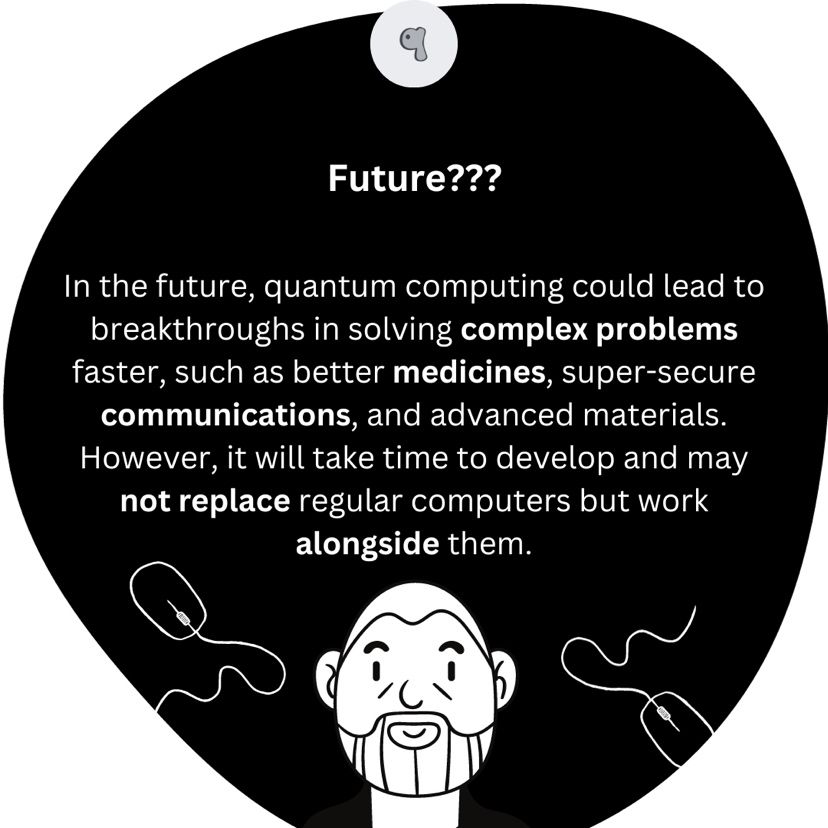 Future???
In the future, quantum computing could lead to
breakthroughs in solving complex problems
faster, such as better medicines, super-secure
communications, and advanced materials.
However, it will take time to develop and may
not replace regular computers but work
alongside them.